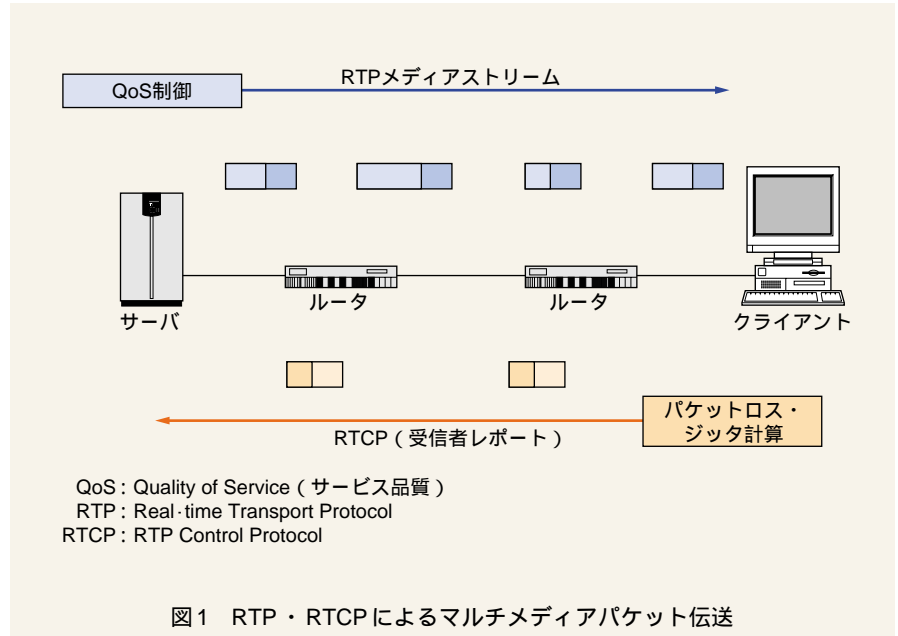 QoS制御
RTPメディアストリーム
サーバ
ルータ
ルータ
クライアント
パケットロス・
ジッタ計算
RTCP(受信者レポート)
QoS : Quality of Service(サービス品質)
RTP : Real-time Transport Protocol
RTCP : RTP Control Protocol
図1 RTP・RTCPによるマルチメディアパケット伝送